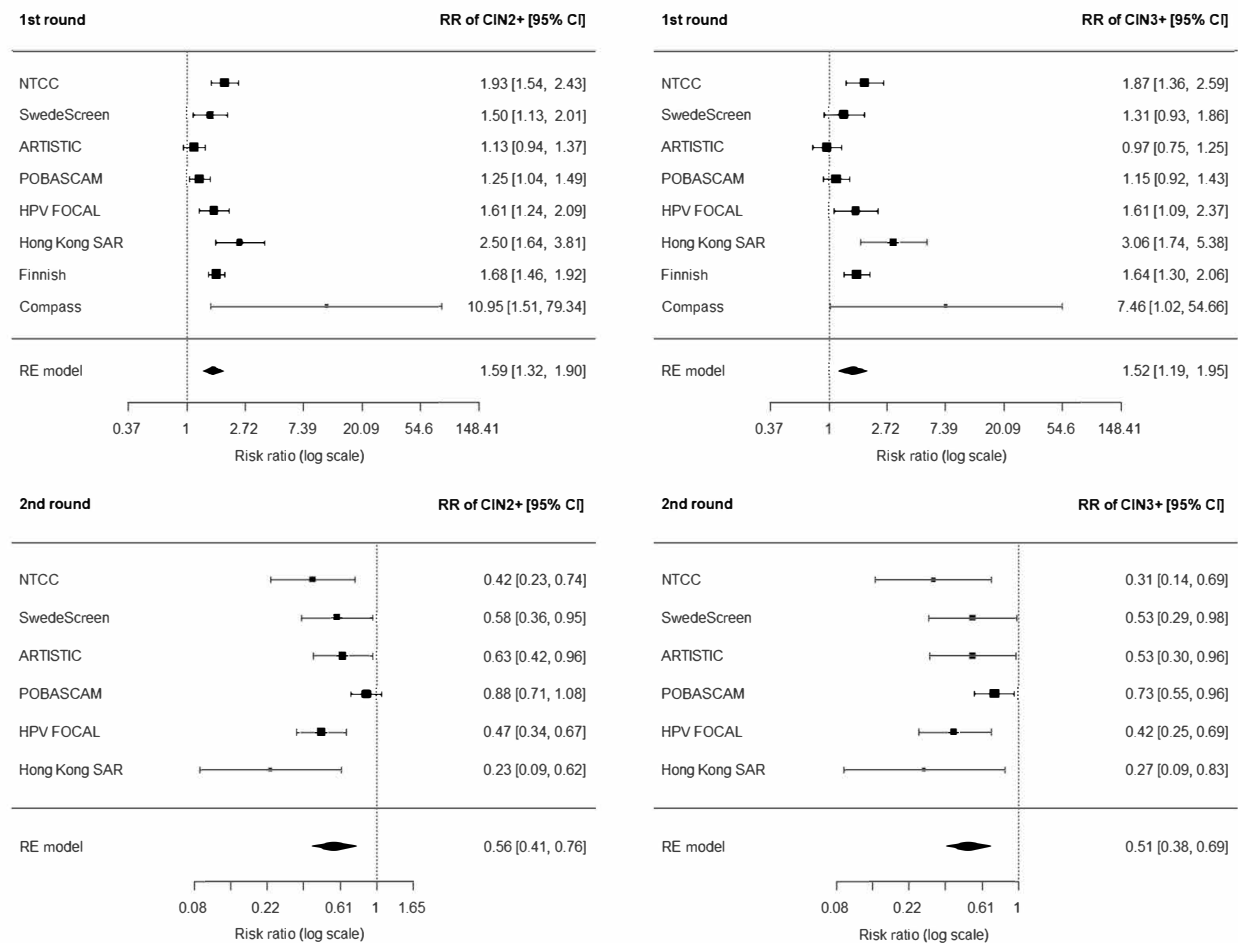 1st round RR of CIN2+ [95% CI]
NTCC 1.93 [1.54, 2.43]
SwedeScreen 1.50 [1.13, 2.01]
ARTISTIC 1.13 [0.94, 1.37]
POBASCAM 1.25 [1.04, 1.49]
HPV FOCAL 1.61 [1.24, 2.09]
Hong Kong SAR 2.50 [1.64, 3.81]
Finnish 1.68 [1.46, 1.92]
Compass 10.95 [1.51, 79.34]
RE model 1.59 [1.32, 1.90]
0.37 1 2.72 7.39 20.09 54.6 148.41
Risk ratio (log scale)
1st round RR of CIN3+ [95% CI]
NTCC 1.87 [1.36, 2.59]
SwedeScreen 1.31 [0.93, 1.86]
ARTISTIC 0.97 [0.75, 1.25]
POBASCAM 1.15 [0.92, 1.43]
HPV FOCAL 1.61 [1.09, 2.37]
Hong Kong SAR 3.06 [1.74, 5.38]
Finnish 1.64 [1.30, 2.06]
Compass 7.46 [1.02, 54.66]
RE model 1.52 [1.19, 1.95]
0.37 1 2.72 7.39 20.09 54.6 148.41
Risk ratio (log scale)
2nd round RR of CIN2+ [95% CI]
NTCC 0.42 [0.23, 0.74]
SwedeScreen 0.58 [0.36, 0.95]
ARTISTIC 0.63 [0.42, 0.96]
POBASCAM 0.88 [0.71, 1.08]
HPV FOCAL 0.47 [0.34, 0.67]
Hong Kong SAR 0.23 [0.09, 0.62]
RE model 0.56 [0.41, 0.76]
0.08 0.22 0.61 1 1.65
Risk ratio (log scale)
2nd round RR of CIN3+ [95% CI]
NTCC 0.31 [0.14, 0.69]
SwedeScreen 0.53 [0.29, 0.98]
ARTISTIC 0.53 [0.30, 0.96]
POBASCAM 0.73 [0.55, 0.96]
HPV FOCAL 0.42 [0.25, 0.69]
Hong Kong SAR 0.27 [0.09, 0.83]
RE model 0.51 [0.38, 0.69]
0.08 0.22 0.61 1
Risk ratio (log scale)